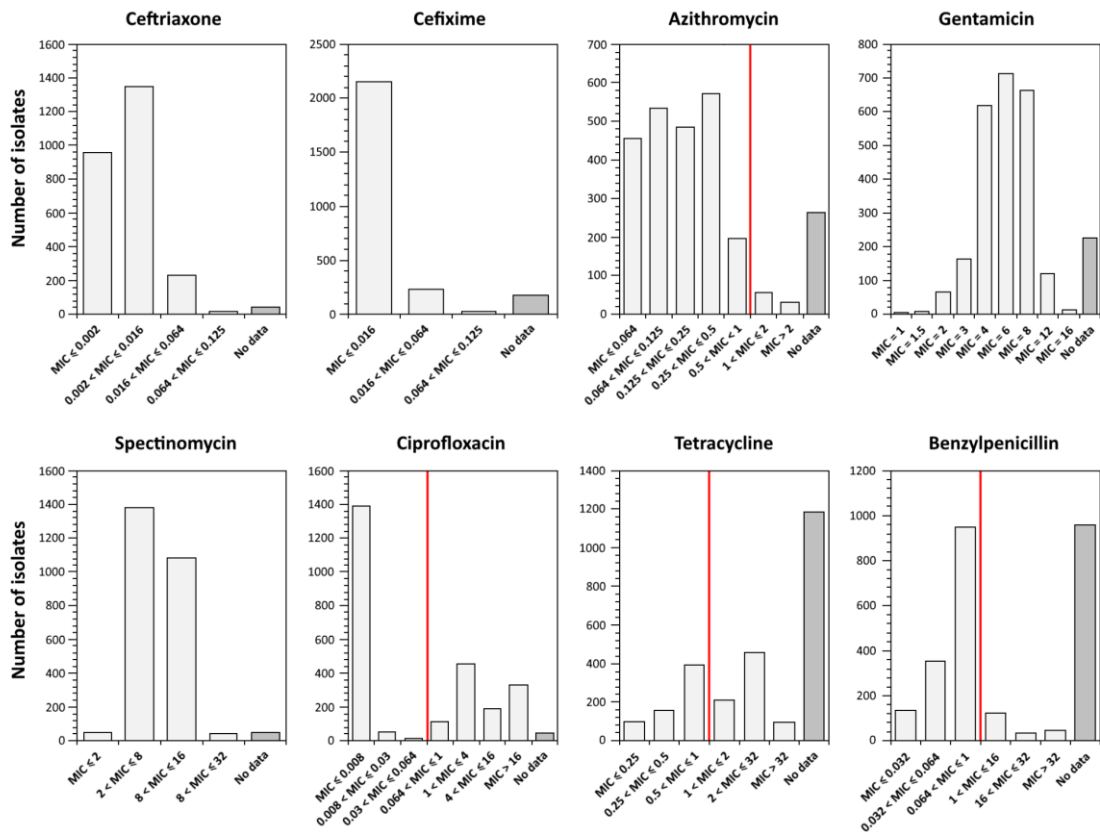 Ceftriaxone
Number of isolates
1600
1400
1200
1000
800
600
400
200
0
MIC ⩽ 0.002
0.002 < MIC ⩽ 0.016
0.016 < MIC ⩽ 0.064
0.064 < MIC ⩽ 0.125
No data
Cefixime
2500
2000
1500
1000
500
0
MIC ⩽ 0.016
0.016 < MIC ⩽ 0.064
0.064 < MIC ⩽ 0.125
No data
Azithromycin
700
600
500
400
300
200
100
0
MIC ⩽ 0.064
0.064 < MIC ⩽ 0.125
0.125 < MIC ⩽ 0.25
0.25 < MIC ⩽ 0.5
0.5 < MIC < 1
1 < MIC ⩽ 2
MIC > 2
No data
Gentamicin
800
700
600
500
400
300
200
100
0
MIC = 1
MIC = 1.5
MIC = 2
MIC = 3
MIC = 4
MIC = 6
MIC = 8
MIC = 12
MIC = 16
No data
Spectinomycin
Number of isolates
1600
1400
1200
1000
800
600
400
200
0
MIC ⩽ 2
2 < MIC ⩽ 8
8 < MIC ⩽ 16
8 < MIC ⩽ 32
No data
Ciprofloxacin
1600
1400
1200
1000
800
600
400
200
0
MIC ⩽ 0.008
0.008 < MIC ⩽ 0.03
0.03 < MIC ⩽ 0.064
0.064 < MIC ⩽ 1
1 < MIC ⩽ 4
4 < MIC ⩽ 16
MIC > 16
No data
Tetracycline
1400
1200
1000
800
600
400
200
0
MIC ⩽ 0.25
0.25 < MIC ⩽ 0.5
0.5 < MIC ⩽ 1
1 < MIC ⩽ 2
2 < MIC ⩽ 32
MIC > 32
No data
Benzylpenicillin
1200
1000
800
600
400
200
0
MIC ⩽ 0.032
0.032 < MIC ⩽ 0.064
0.064 < MIC ⩽ 1
1 < MIC ⩽ 16
16 < MIC ⩽ 32
MIC > 32
No data